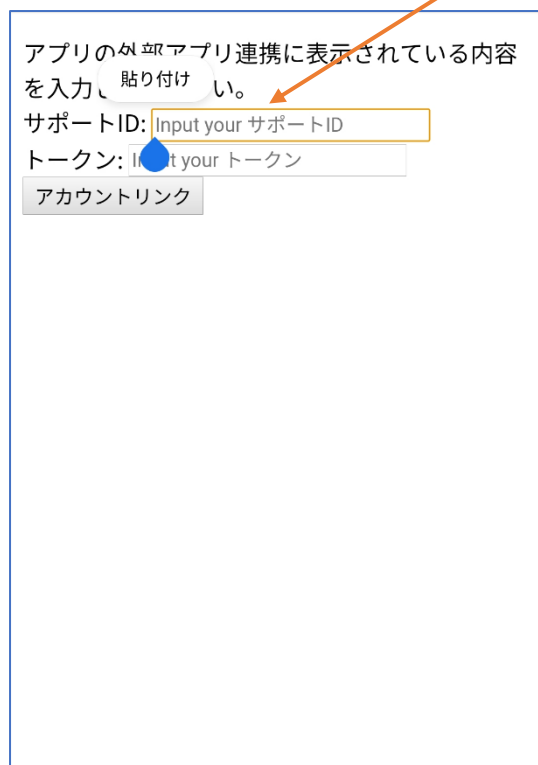 アプリの外部アプリ連携に表示されている内容
貼り付け
を入力 い。
サポートID: Input your サポートID
トークン: your トークン
アカウントリンク